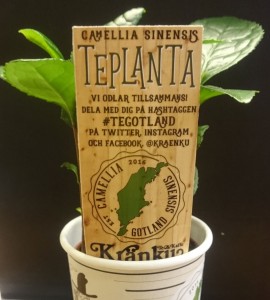 CAMELLIA SINENSIS
TEPLANTA
VI ODLAR TILLSAMMANS!
DELA MED DIG PÅ HASHTAGGEN
#TEGOTLAND
PÅ TWITTER, INSTAGRAM
OCH FACEBOOK. @KRAENKU
CAMELLIA SINENSIS
EST 2016
GOTLAND
Kränku